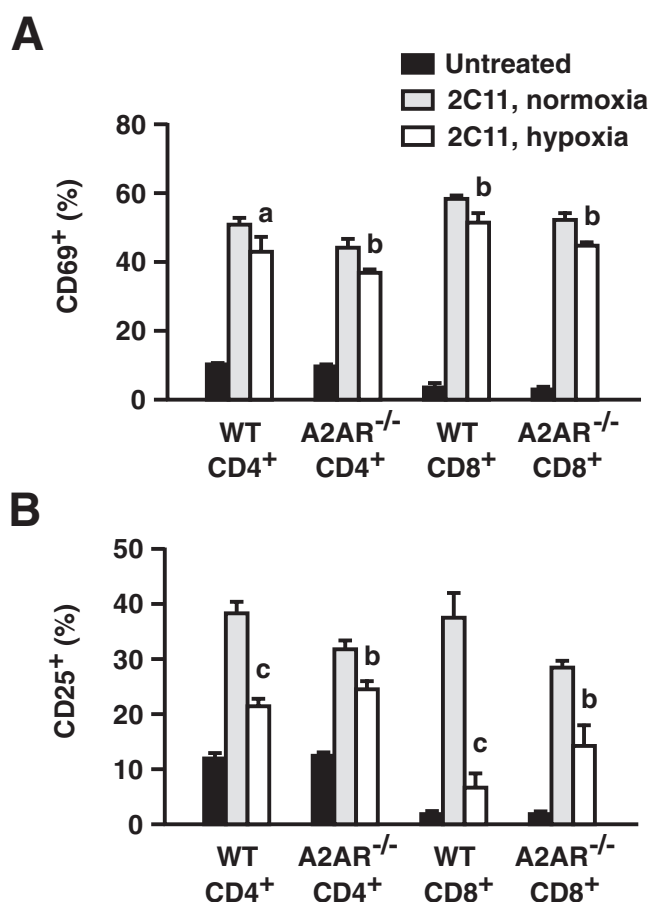 A
Untreated
2C11, normoxia
2C11, hypoxia
CD69⁺ (%)
80
60
40
20
0
a
b
b
b
WT A2AR⁻/⁻ WT A2AR⁻/⁻
CD4⁺ CD4⁺ CD8⁺ CD8⁺
B
CD25⁺ (%)
50
40
30
20
10
0
c
b
c
b
WT A2AR⁻/⁻ WT A2AR⁻/⁻
CD4⁺ CD4⁺ CD8⁺ CD8⁺